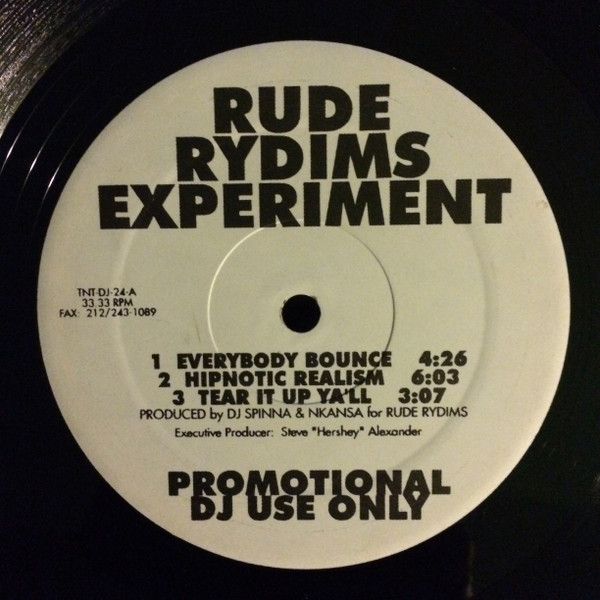 RUDE
RYDIMS
EXPERIMENT
TNT-DJ-24-A
33.33 RPM
FAX: 212/243-1089
1 EVERYBODY BOUNCE 4:26
2 HIPNOTIC REALISM 6:03
3 TEAR IT UP YA'LL 3:07
PRODUCED by DJ SPINNA & NKANSA for RUDE RYDIMS
Executive Producer: Steve "Hershey" Alexander
PROMOTIONAL
DJ USE ONLY